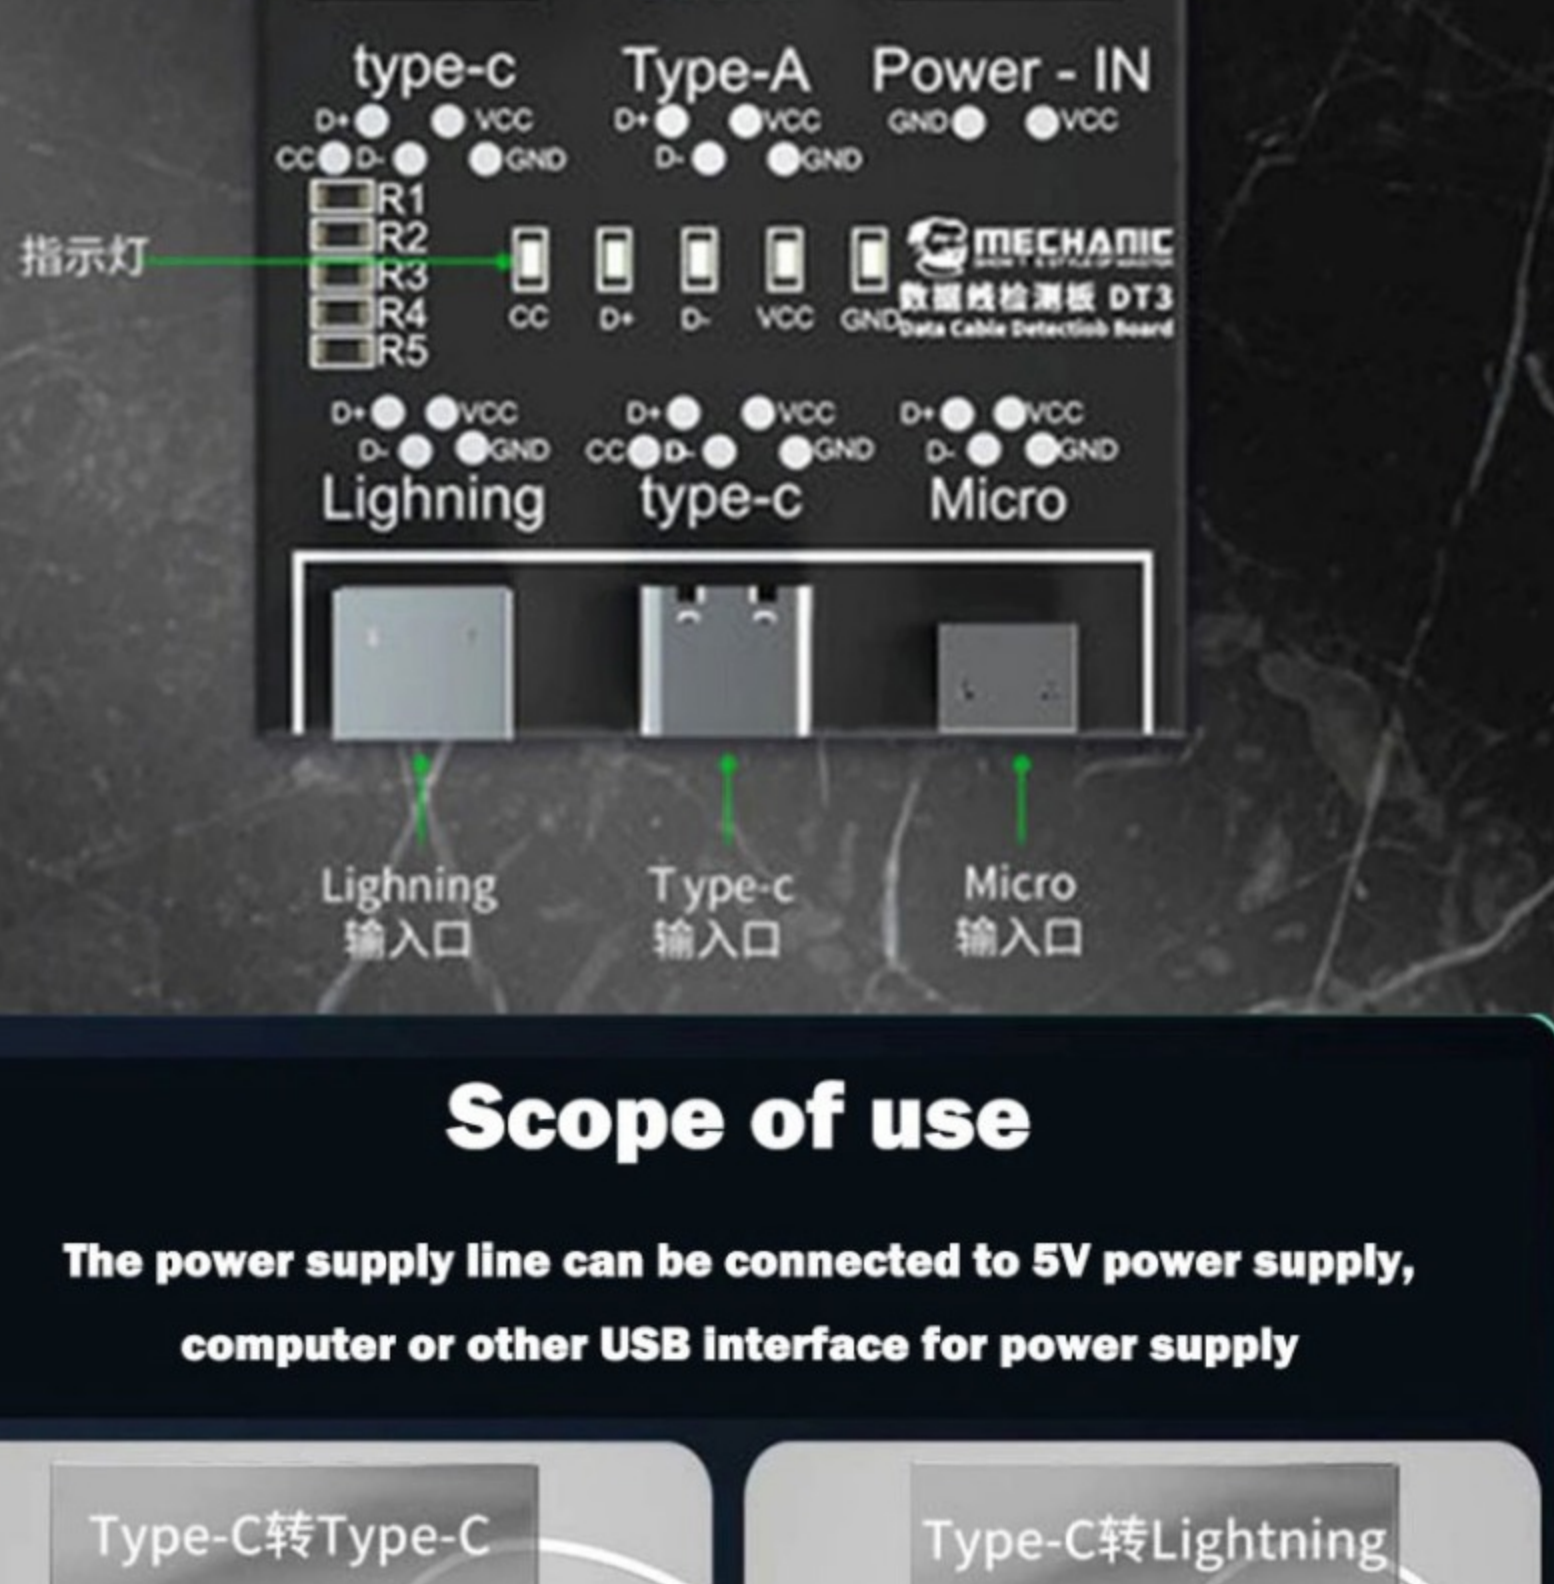 type-c Type-A Power - IN
D+ VCC D+ VCC GND VCC
CC D- GND D- GND
R1
R2
指示灯
R3
R4
R5
CC D+ D- VCC GND
MECHANIC
数据线检测板 DT3
Data Cable Detectiob Board
D+ VCC D+ VCC D+ VCC
D- GND CC D- GND D- GND
Lighning type-c Micro
Lighning Type-c Micro
输入口 输入口 输入口
Scope of use
The power supply line can be connected to 5V power supply,
computer or other USB interface for power supply
Type-C转Type-C Type-C转Lightning